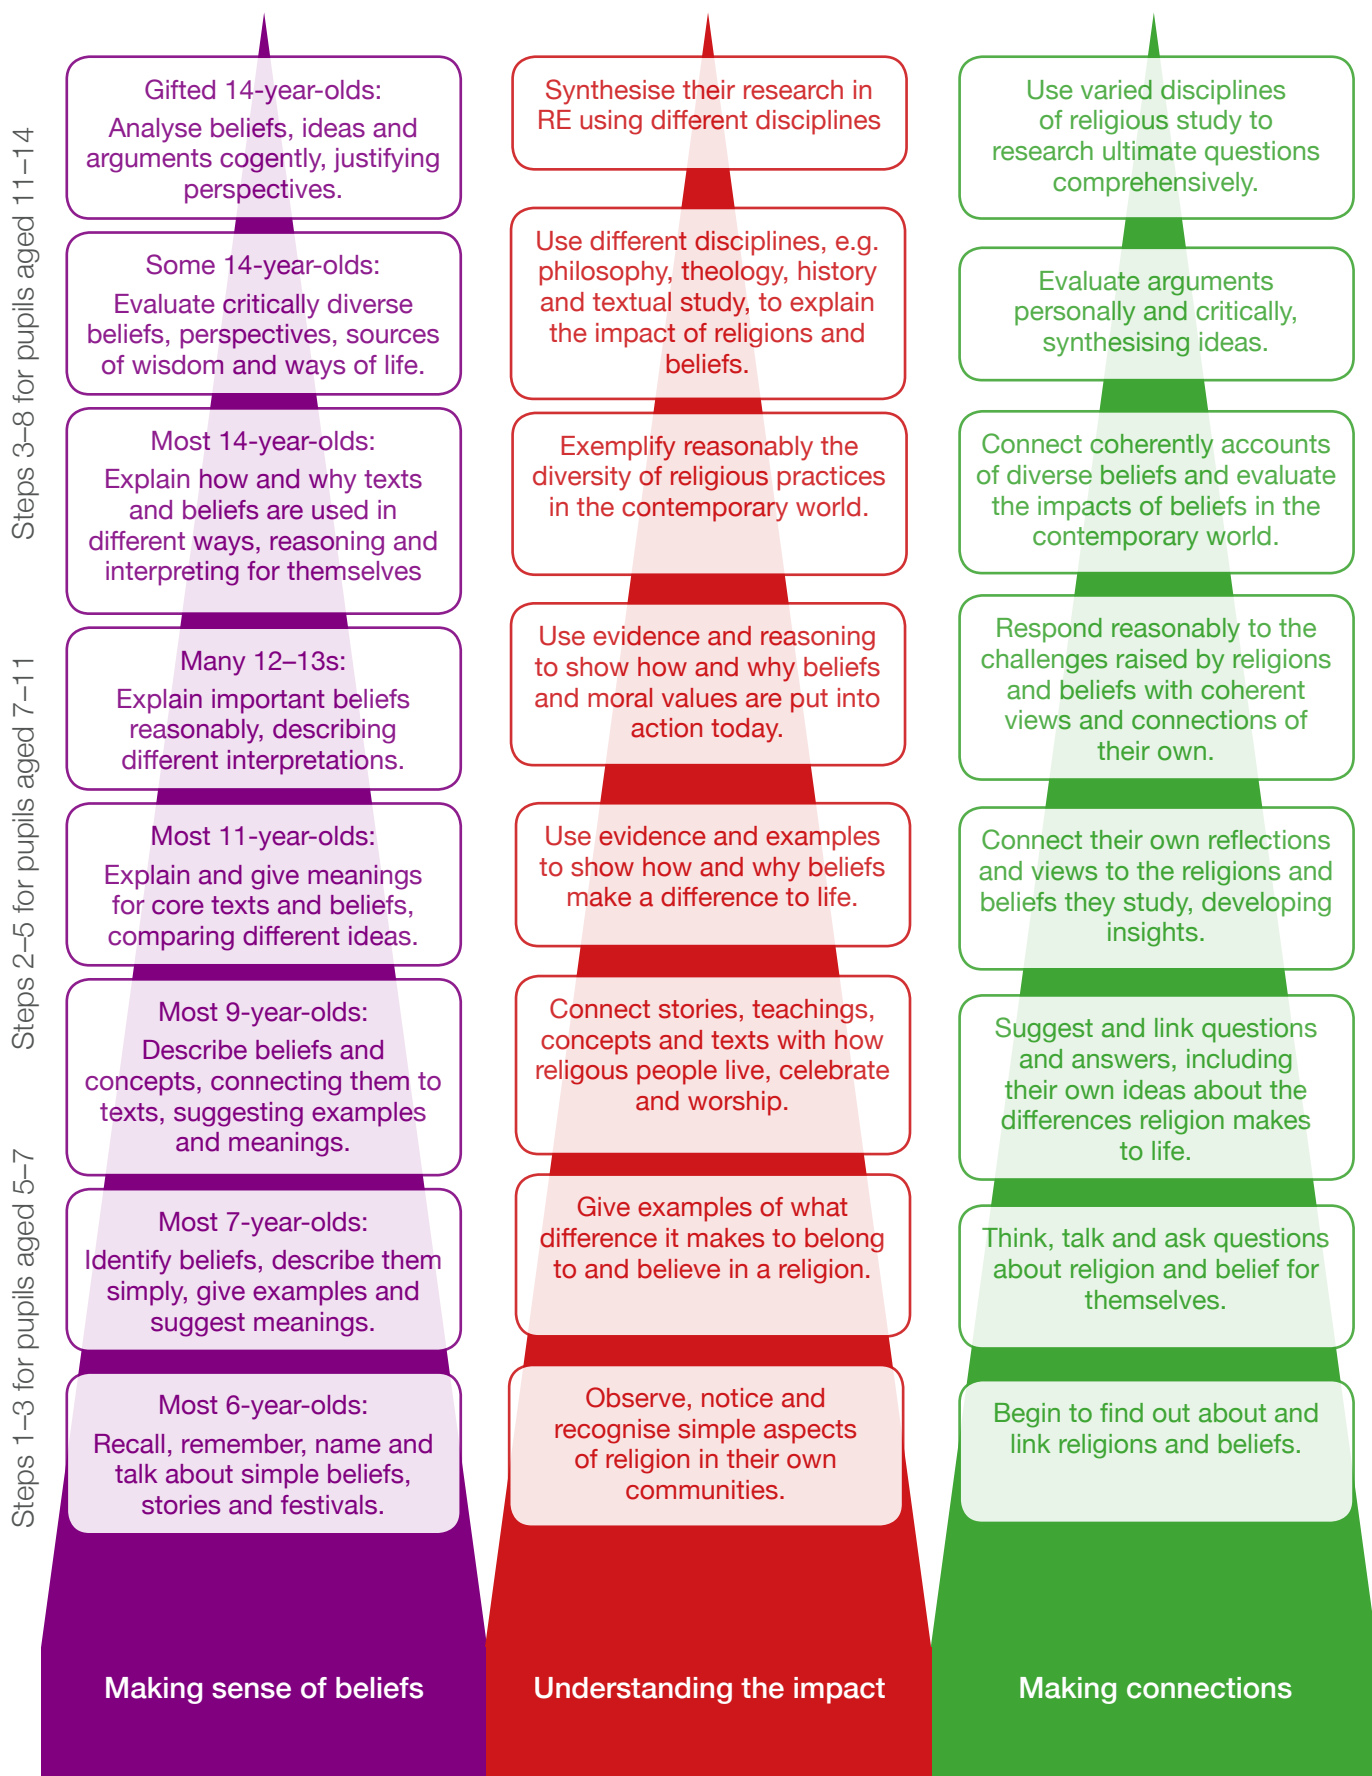 Steps 3–8 for pupils aged 11–14
Steps 2–5 for pupils aged 7–11
Steps 1–3 for pupils aged 5–7
Gifted 14-year-olds:
Analyse beliefs, ideas and
arguments cogently, justifying
perspectives.
Some 14-year-olds:
Evaluate critically diverse
beliefs, perspectives, sources
of wisdom and ways of life.
Most 14-year-olds:
Explain how and why texts
and beliefs are used in
different ways, reasoning and
interpreting for themselves
Many 12–13s:
Explain important beliefs
reasonably, describing
different interpretations.
Most 11-year-olds:
Explain and give meanings
for core texts and beliefs,
comparing different ideas.
Most 9-year-olds:
Describe beliefs and
concepts, connecting them to
texts, suggesting examples
and meanings.
Most 7-year-olds:
Identify beliefs, describe them
simply, give examples and
suggest meanings.
Most 6-year-olds:
Recall, remember, name and
talk about simple beliefs,
stories and festivals.
Making sense of beliefs
Synthesise their research in
RE using different disciplines
Use different disciplines, e.g.
philosophy, theology, history
and textual study, to explain
the impact of religions and
beliefs.
Exemplify reasonably the
diversity of religious practices
in the contemporary world.
Use evidence and reasoning
to show how and why beliefs
and moral values are put into
action today.
Use evidence and examples
to show how and why beliefs
make a difference to life.
Connect stories, teachings,
concepts and texts with how
religous people live, celebrate
and worship.
Give examples of what
difference it makes to belong
to and believe in a religion.
Observe, notice and
recognise simple aspects
of religion in their own
communities.
Understanding the impact
Use varied disciplines
of religious study to
research ultimate questions
comprehensively.
Evaluate arguments
personally and critically,
synthesising ideas.
Connect coherently accounts
of diverse beliefs and evaluate
the impacts of beliefs in the
contemporary world.
Respond reasonably to the
challenges raised by religions
and beliefs with coherent
views and connections of
their own.
Connect their own reflections
and views to the religions and
beliefs they study, developing
insights.
Suggest and link questions
and answers, including
their own ideas about the
differences religion makes
to life.
Think, talk and ask questions
about religion and belief for
themselves.
Begin to find out about and
link religions and beliefs.
Making connections